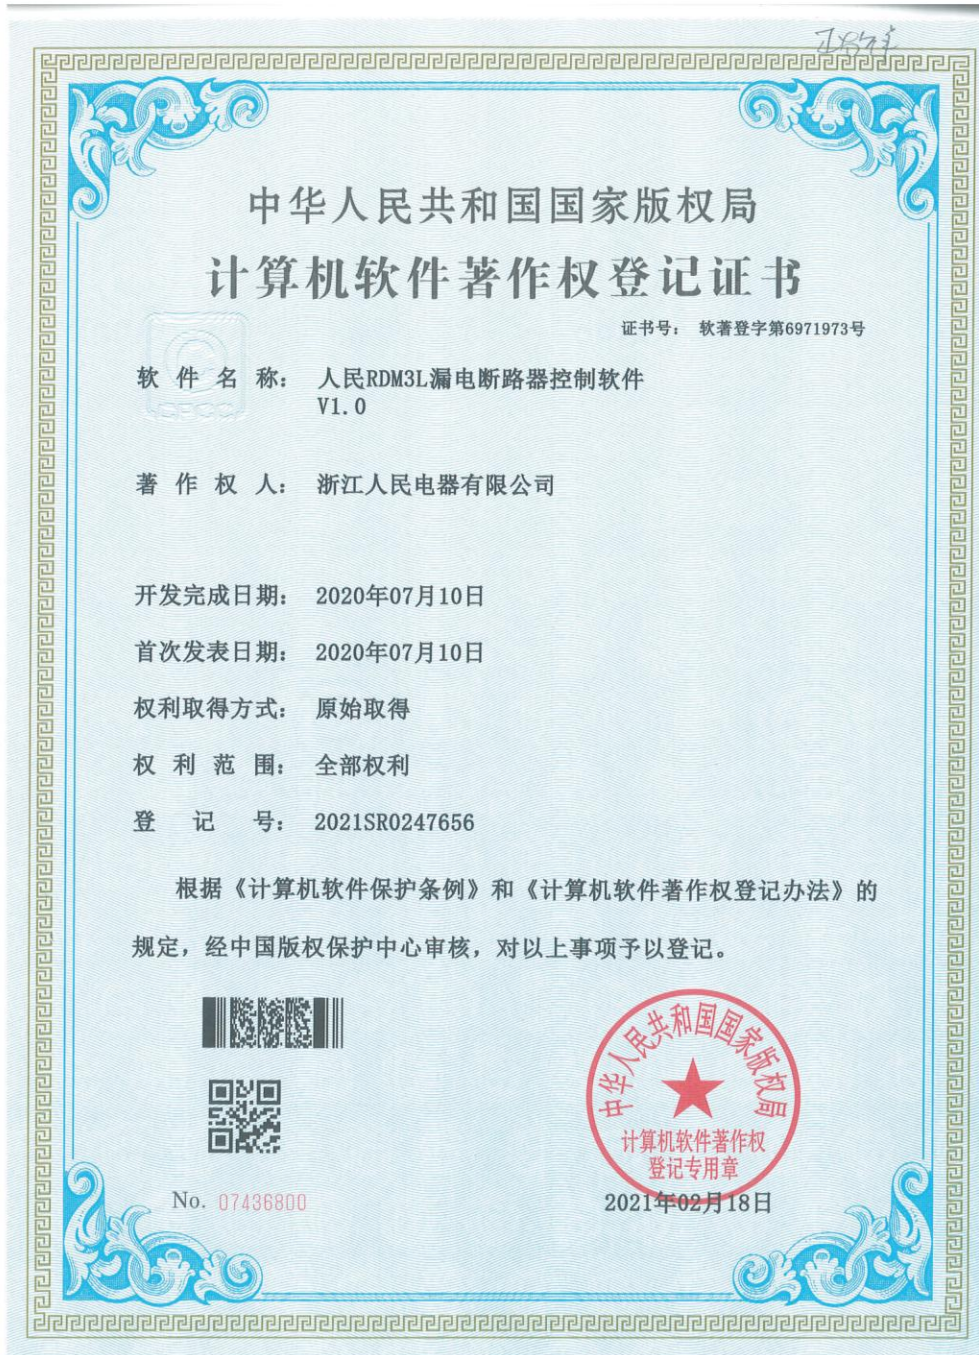 中华人民共和国国家版权局
计算机软件著作权登记证书
证书号： 软著登字第6971973号
软件名称： 人民RDM3L漏电断路器控制软件
V1.0
著作权人： 浙江人民电器有限公司
开发完成日期： 2020年07月10日
首次发表日期： 2020年07月10日
权利取得方式： 原始取得
权利范围： 全部权利
登记号： 2021SR0247656
根据《计算机软件保护条例》和《计算机软件著作权登记办法》的
规定，经中国版权保护中心审核，对以上事项予以登记。
中华人民共和国国家版权局
计算机软件著作权
登记专用章
No. 07436800
2021年02月18日